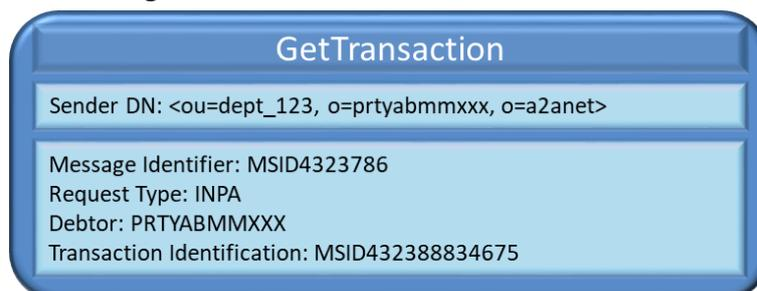 GetTransaction
Sender DN: <ou=dept_123, o=prtyabmmxxx, o=a2anet>
Message Identifier: MSID4323786
Request Type: INPA
Debtor: PRTYABMMXXX
Transaction Identification: MSID432388834675